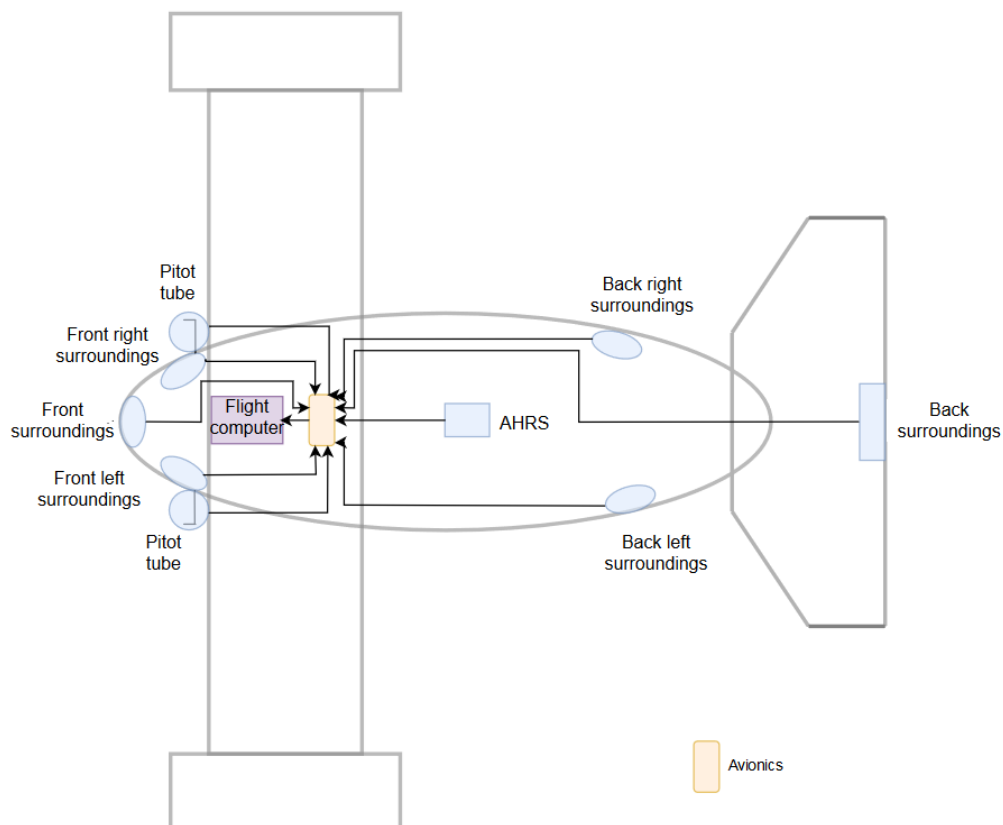 Pitot
tube
Back right
surroundings
Front right
surroundings
Front
surroundings
Flight
computer
AHRS
Back
surroundings
Front left
surroundings
Pitot
tube
Back left
surroundings
Avionics